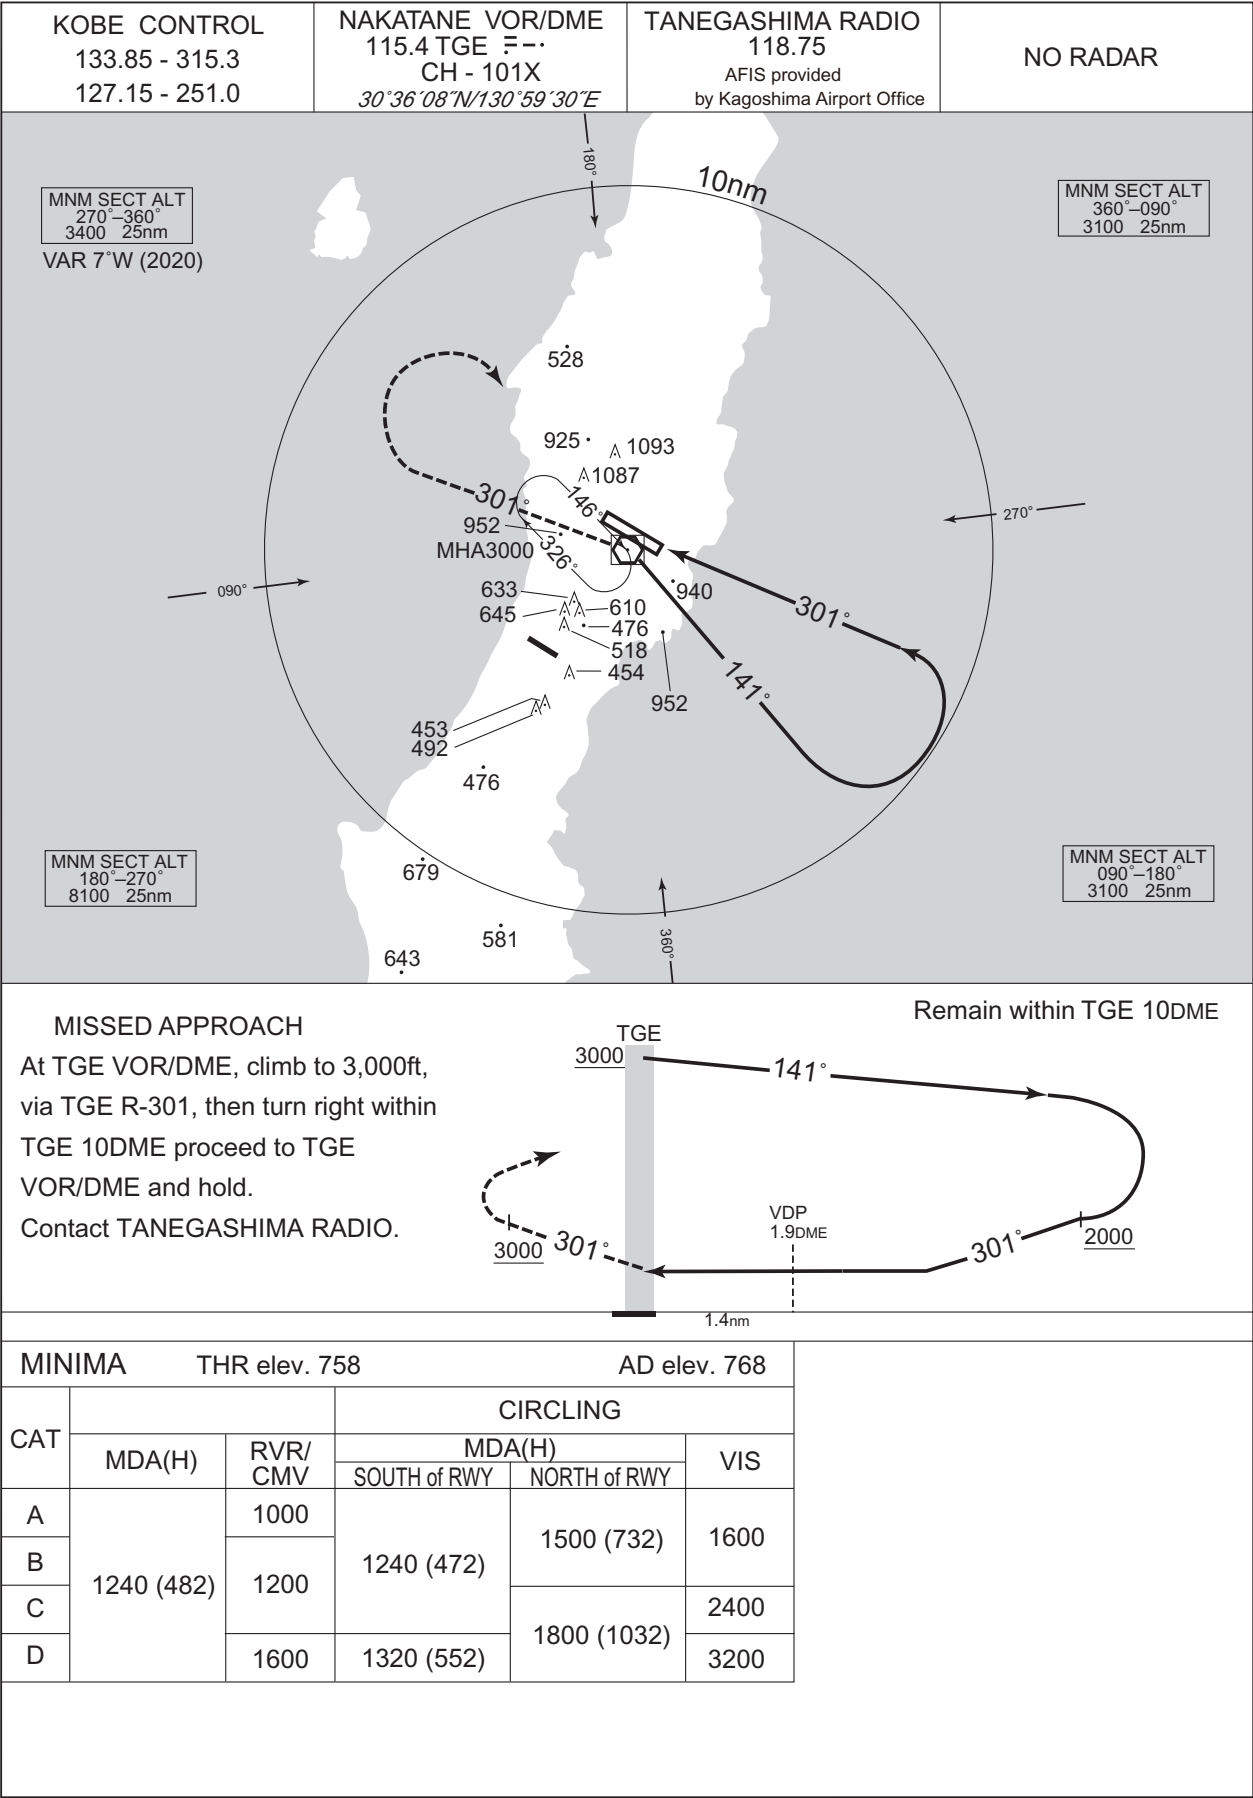 KOBE CONTROL
133.85 - 315.3
127.15 - 251.0
NAKATANE VOR/DME
115.4 TGE
CH - 101X
30°36′08″N/130°59′30″E
TANEGASHIMA RADIO
118.75
AFIS provided
by Kagoshima Airport Office
NO RADAR
180°
10nm
MNM SECT ALT
270°–360°
3400 25nm
VAR 7°W (2020)
MNM SECT ALT
360°–090°
3100 25nm
528
925
1093
1087
301°
146°
952
MHA3000
326°
270°
090°
633
645
610
476
518
454
940
301°
141°
952
453
492
476
679
581
643
360°
MNM SECT ALT
180°–270°
8100 25nm
MNM SECT ALT
090°–180°
3100 25nm
MISSED APPROACH
At TGE VOR/DME, climb to 3,000ft,
via TGE R-301, then turn right within
TGE 10DME proceed to TGE
VOR/DME and hold.
Contact TANEGASHIMA RADIO.
Remain within TGE 10DME
TGE
3000
141°
VDP
1.9DME
3000
301°
301°
2000
1.4nm
MINIMA THR elev. 758 AD elev. 768
CAT
MDA(H)
RVR/
CMV
CIRCLING
MDA(H)
SOUTH of RWY
NORTH of RWY
VIS
A
B
C
D
1240 (482)
1000
1200
1600
1240 (472)
1320 (552)
1500 (732)
1800 (1032)
1600
2400
3200